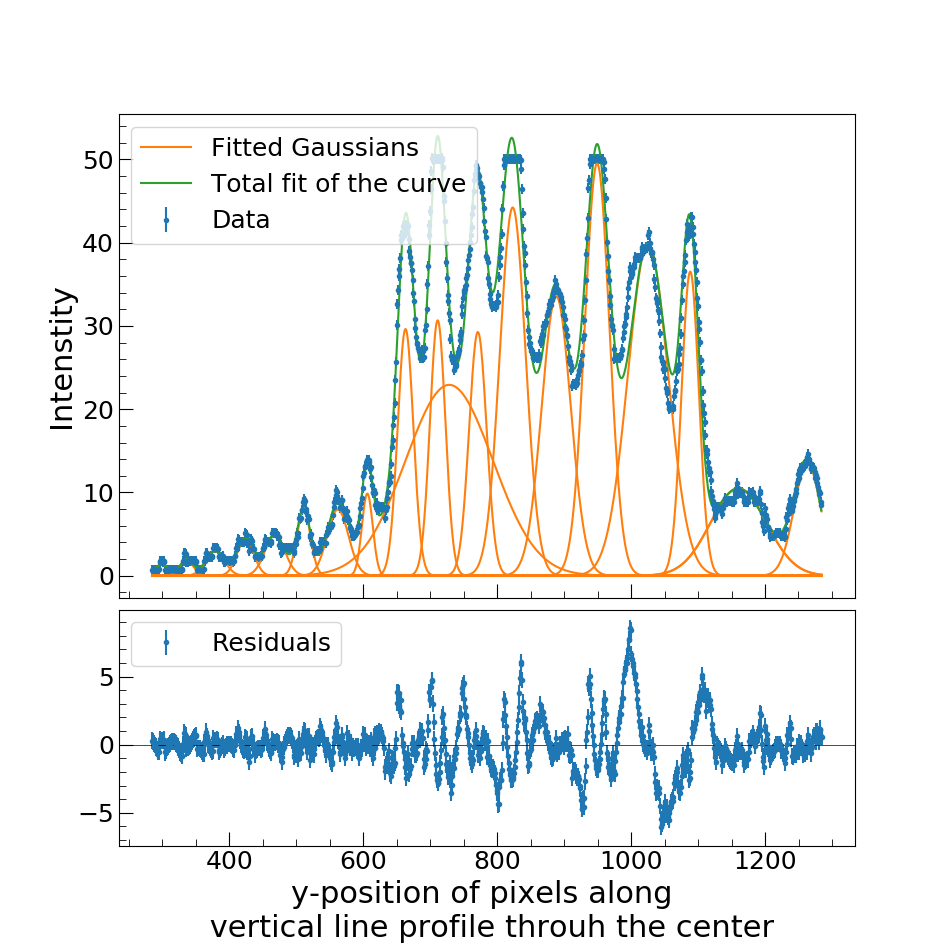 Fitted Gaussians
Total fit of the curve
Data
50
40
30
20
10
0
Intenstity
Residuals
5
0
−5
400 600 800 1000 1200
y-position of pixels along
vertical line profile throuh the center